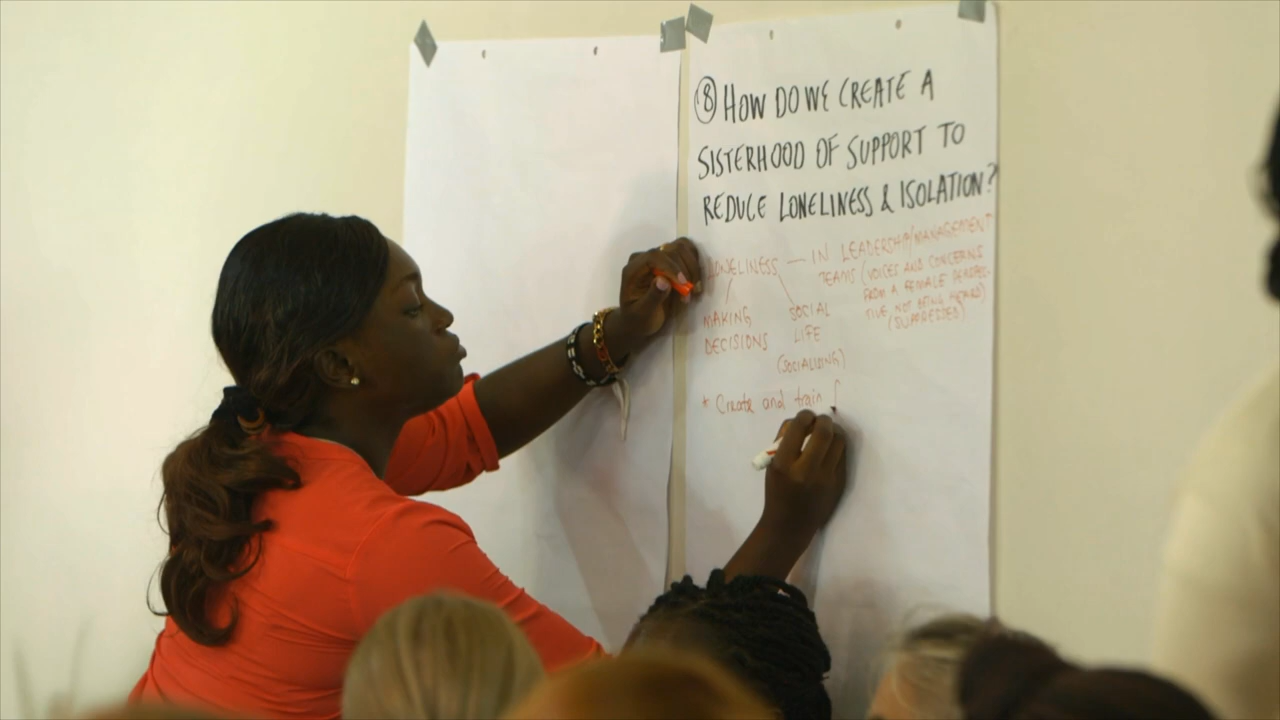 ⑧ HOW DO WE CREATE A
SISTERHOOD OF SUPPORT TO
REDUCE LONELINESS & ISOLATION?
LONELINESS — IN LEADERSHIP/MANAGEMENT
TEAMS (VOICES AND CONCERNS
FROM A FEMALE PERSPEC-
TIVE, NOT BEING HEARD)
(SUPPRESSED)
MAKING
DECISIONS
SOCIAL
LIFE
(SOCIALISING)
* Create and train